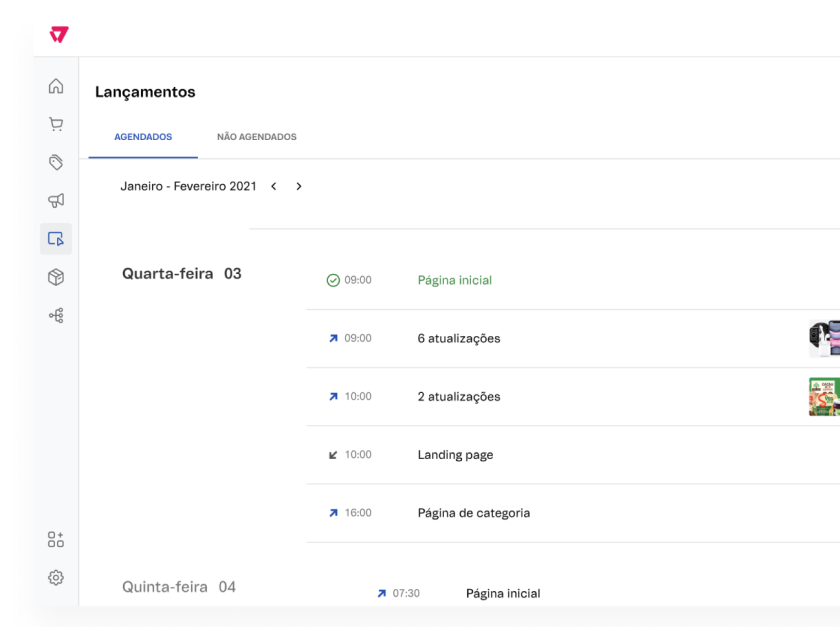 Lançamentos
AGENDADOS NÃO AGENDADOS
Janeiro - Fevereiro 2021
Quarta-feira 03
09:00 Página inicial
09:00 6 atualizações
10:00 2 atualizações
10:00 Landing page
16:00 Página de categoria
Quinta-feira 04
07:30 Página inicial